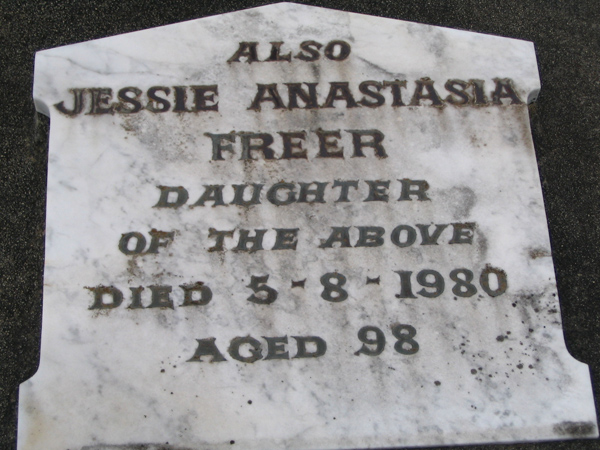 ALSO
JESSIE ANASTASIA
FREER
DAUGHTER
OF THE ABOVE
DIED 5-8-1980
AGED 98